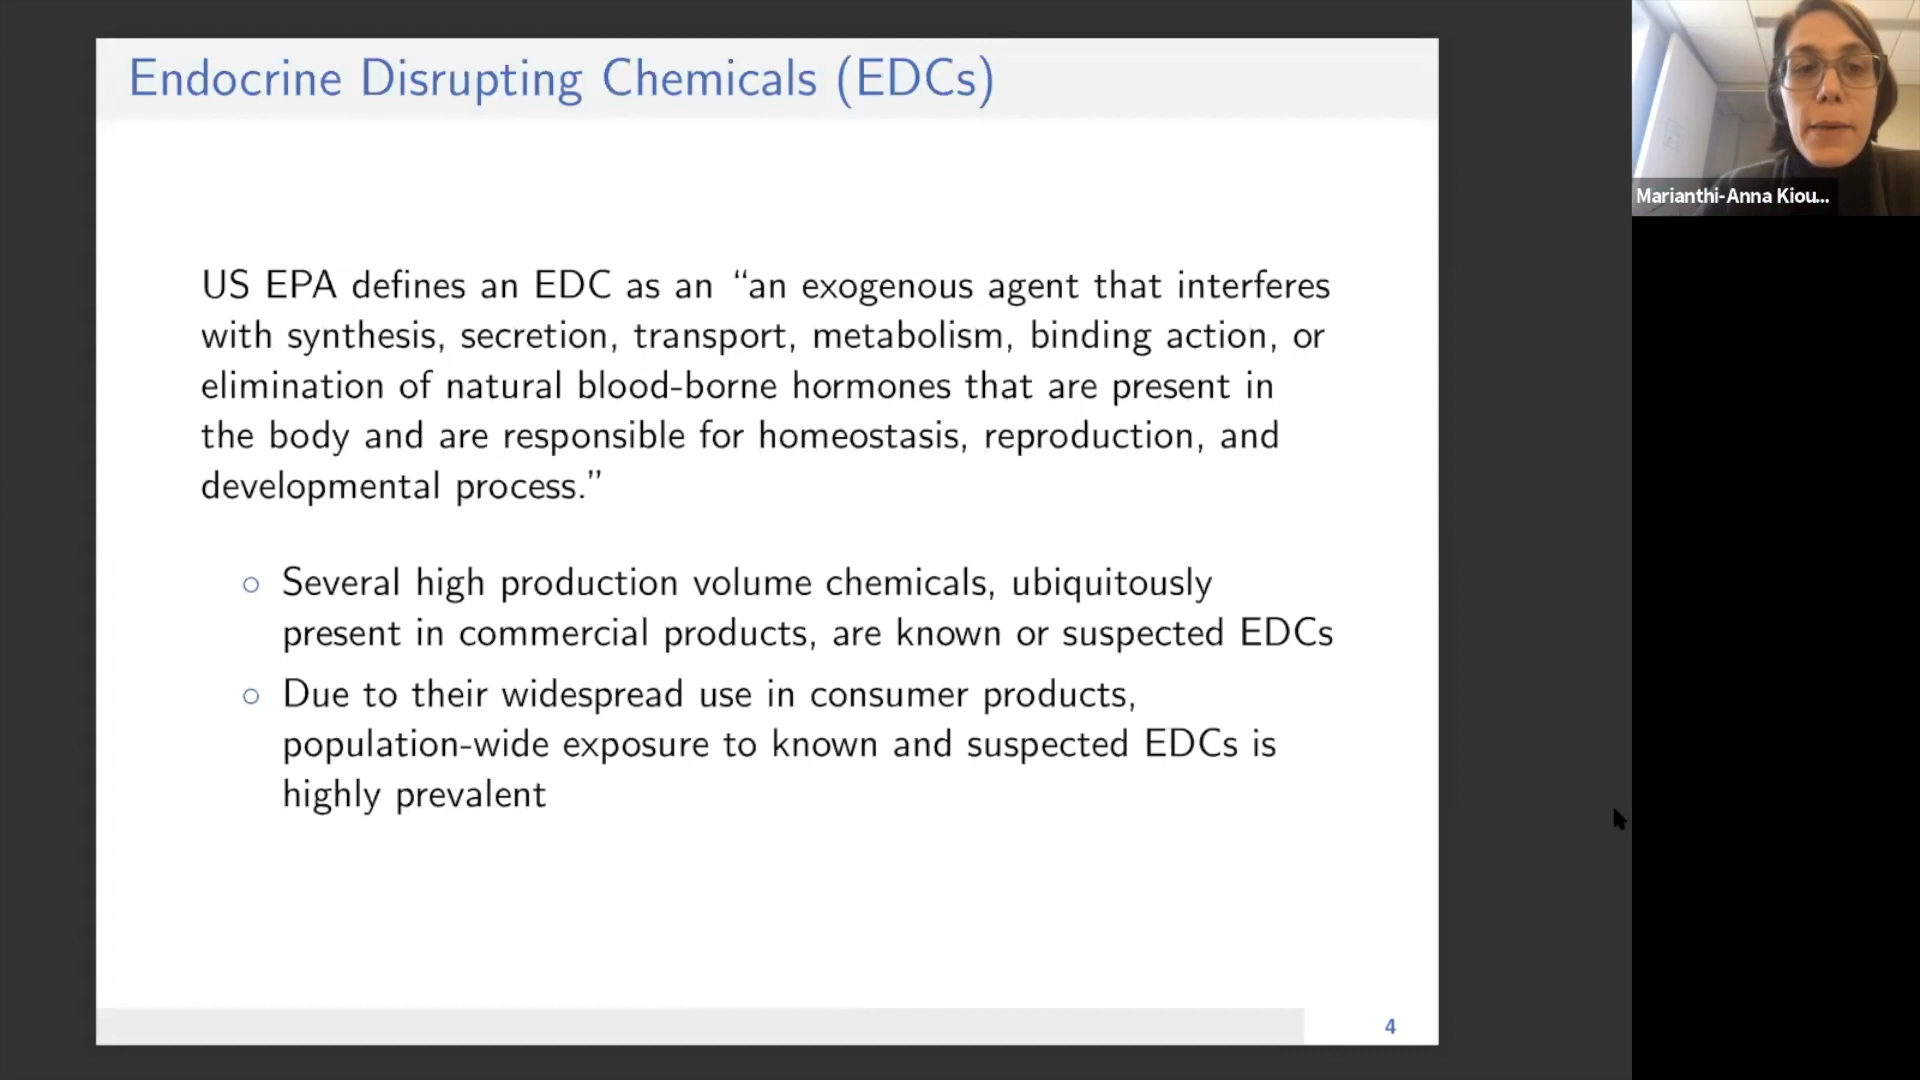 Endocrine Disrupting Chemicals (EDCs)
US EPA defines an EDC as an “an exogenous agent that interferes
with synthesis, secretion, transport, metabolism, binding action, or
elimination of natural blood-borne hormones that are present in
the body and are responsible for homeostasis, reproduction, and
developmental process.”
○ Several high production volume chemicals, ubiquitously
present in commercial products, are known or suspected EDCs
○ Due to their widespread use in consumer products,
population-wide exposure to known and suspected EDCs is
highly prevalent
4
Marianthi-Anna Kiou...